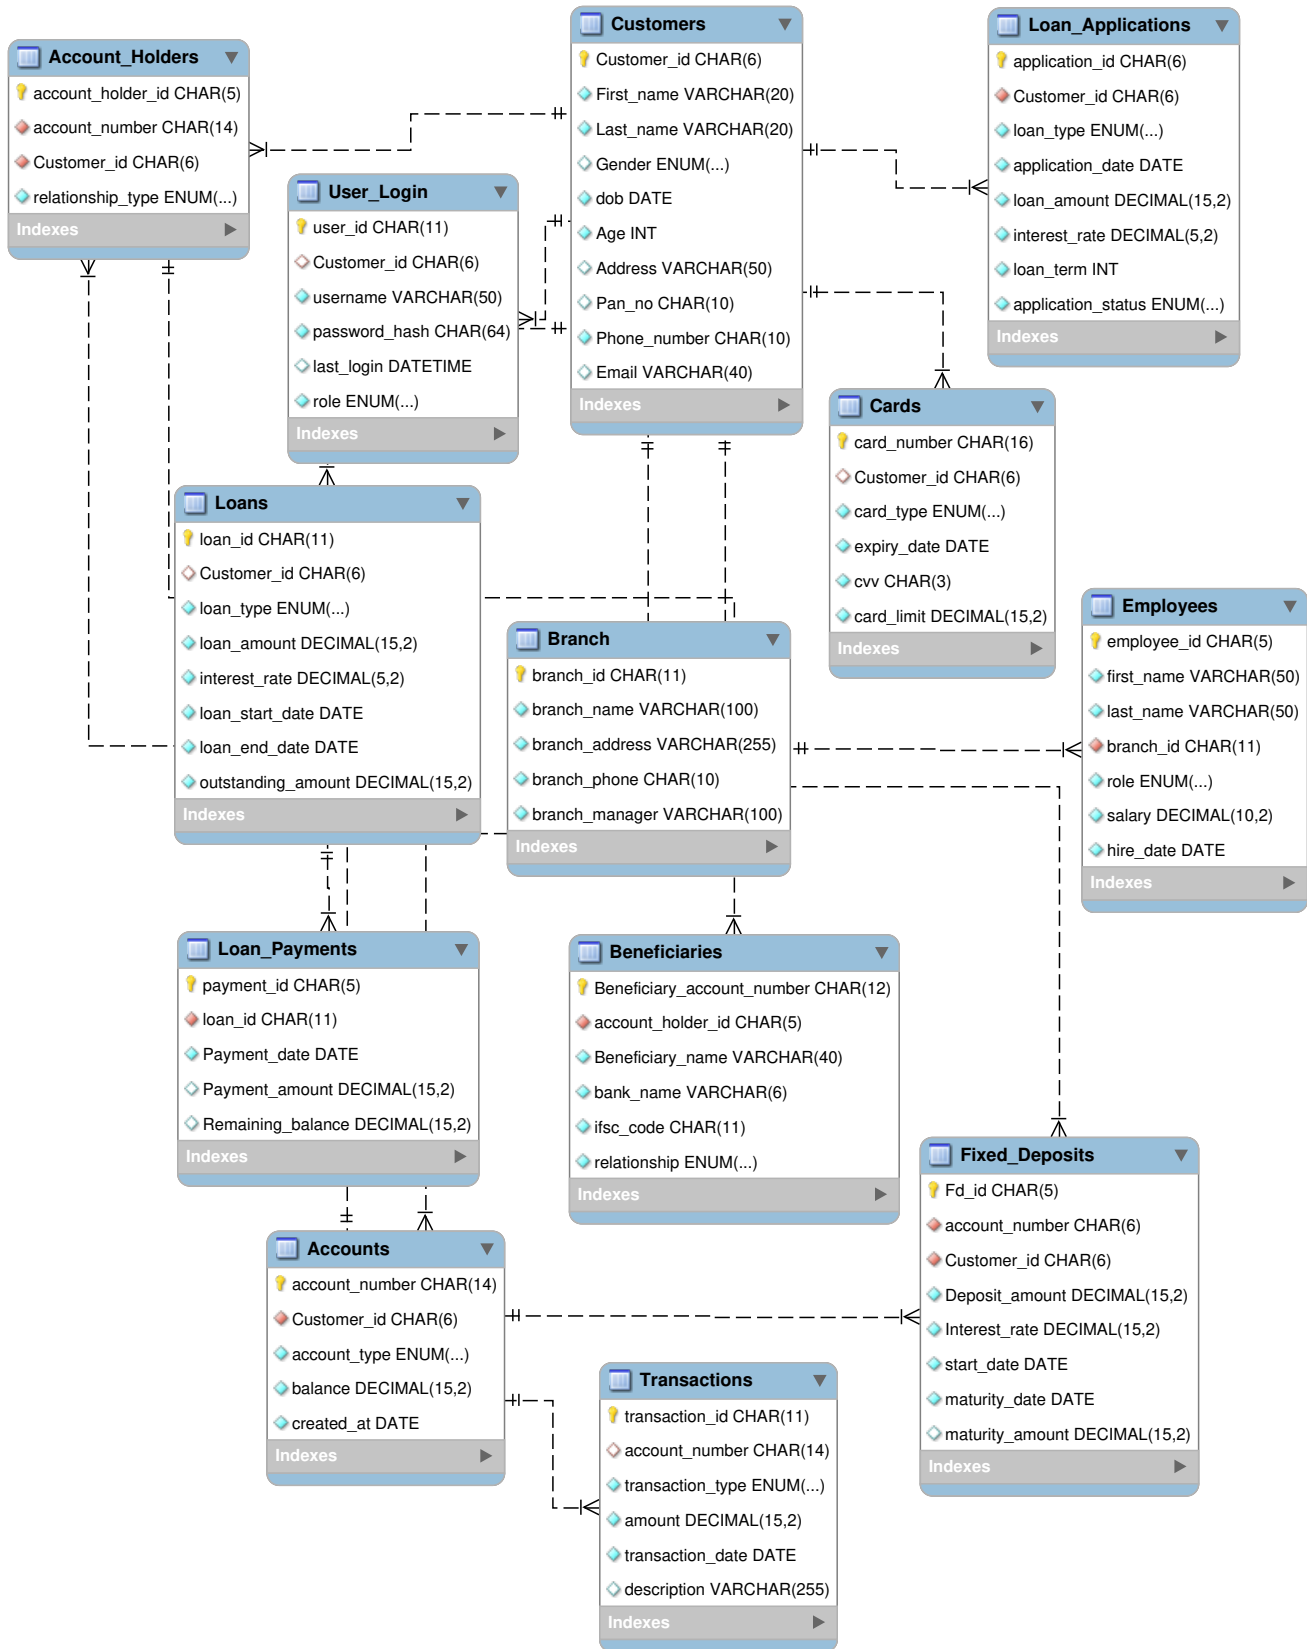 Account_Holders
account_holder_id CHAR(5)
account_number CHAR(14)
Customer_id CHAR(6)
relationship_type ENUM(...)
Indexes
Customers
Customer_id CHAR(6)
First_name VARCHAR(20)
Last_name VARCHAR(20)
Gender ENUM(...)
dob DATE
Age INT
Address VARCHAR(50)
Pan_no CHAR(10)
Phone_number CHAR(10)
Email VARCHAR(40)
Indexes
Loan_Applications
application_id CHAR(6)
Customer_id CHAR(6)
loan_type ENUM(...)
application_date DATE
loan_amount DECIMAL(15,2)
interest_rate DECIMAL(5,2)
loan_term INT
application_status ENUM(...)
Indexes
User_Login
user_id CHAR(11)
Customer_id CHAR(6)
username VARCHAR(50)
password_hash CHAR(64)
last_login DATETIME
role ENUM(...)
Indexes
Cards
card_number CHAR(16)
Customer_id CHAR(6)
card_type ENUM(...)
expiry_date DATE
cvv CHAR(3)
card_limit DECIMAL(15,2)
Indexes
Loans
loan_id CHAR(11)
Customer_id CHAR(6)
loan_type ENUM(...)
loan_amount DECIMAL(15,2)
interest_rate DECIMAL(5,2)
loan_start_date DATE
loan_end_date DATE
outstanding_amount DECIMAL(15,2)
Indexes
Branch
branch_id CHAR(11)
branch_name VARCHAR(100)
branch_address VARCHAR(255)
branch_phone CHAR(10)
branch_manager VARCHAR(100)
Indexes
Employees
employee_id CHAR(5)
first_name VARCHAR(50)
last_name VARCHAR(50)
branch_id CHAR(11)
role ENUM(...)
salary DECIMAL(10,2)
hire_date DATE
Indexes
Loan_Payments
payment_id CHAR(5)
loan_id CHAR(11)
Payment_date DATE
Payment_amount DECIMAL(15,2)
Remaining_balance DECIMAL(15,2)
Indexes
Beneficiaries
Beneficiary_account_number CHAR(12)
account_holder_id CHAR(5)
Beneficiary_name VARCHAR(40)
bank_name VARCHAR(6)
ifsc_code CHAR(11)
relationship ENUM(...)
Indexes
Fixed_Deposits
Fd_id CHAR(5)
account_number CHAR(6)
Customer_id CHAR(6)
Deposit_amount DECIMAL(15,2)
Interest_rate DECIMAL(15,2)
start_date DATE
maturity_date DATE
maturity_amount DECIMAL(15,2)
Indexes
Accounts
account_number CHAR(14)
Customer_id CHAR(6)
account_type ENUM(...)
balance DECIMAL(15,2)
created_at DATE
Indexes
Transactions
transaction_id CHAR(11)
account_number CHAR(14)
transaction_type ENUM(...)
amount DECIMAL(15,2)
transaction_date DATE
description VARCHAR(255)
Indexes